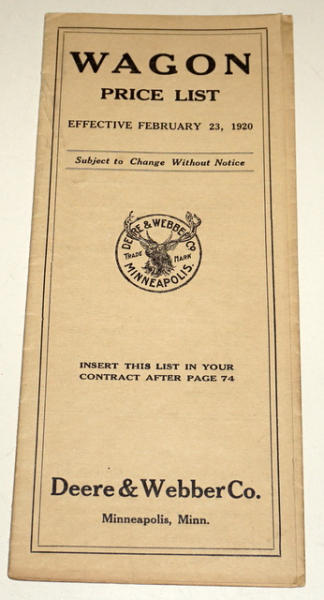 WAGON
PRICE LIST
EFFECTIVE FEBRUARY 23, 1920
Subject to Change Without Notice
DEERE & WEBBER CO
TRADE MARK
MINNEAPOLIS.
INSERT THIS LIST IN YOUR
CONTRACT AFTER PAGE 74
Deere & Webber Co.
Minneapolis, Minn.